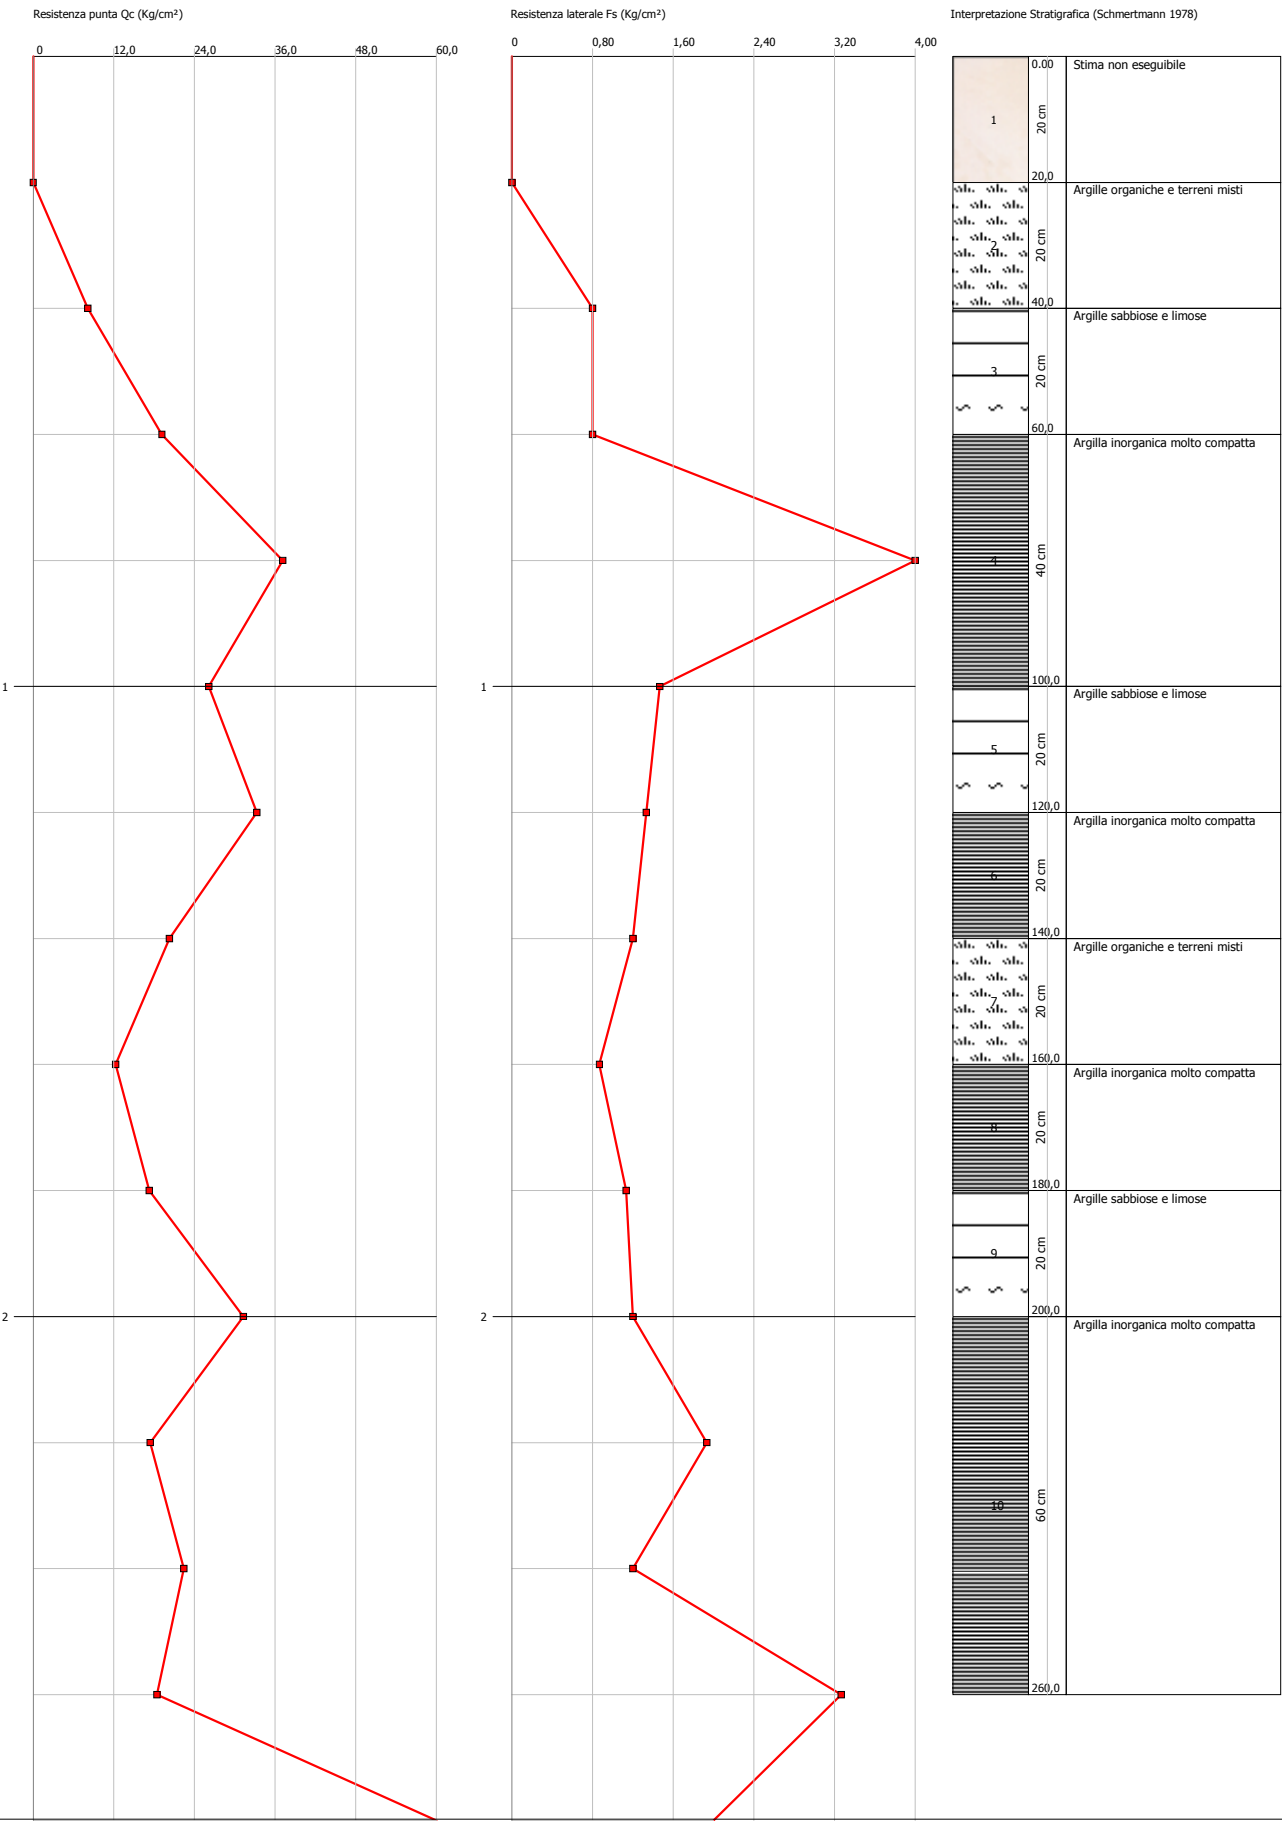 Resistenza punta Qc (Kg/cm²)
Resistenza laterale Fs (Kg/cm²)
Interpretazione Stratigrafica (Schmertmann 1978)
0 12,0 24,0 36,0 48,0 60,0
0 0,80 1,60 2,40 3,20 4,00
0.00
1
20 cm
Stima non eseguibile
20,0
2
20 cm
Argille organiche e terreni misti
40,0
3
20 cm
Argille sabbiose e limose
60,0
4
40 cm
Argilla inorganica molto compatta
1
1
100,0
5
20 cm
Argille sabbiose e limose
120,0
6
20 cm
Argilla inorganica molto compatta
140,0
7
20 cm
Argille organiche e terreni misti
160,0
8
20 cm
Argilla inorganica molto compatta
180,0
9
20 cm
Argille sabbiose e limose
2
2
200,0
10
60 cm
Argilla inorganica molto compatta
260,0